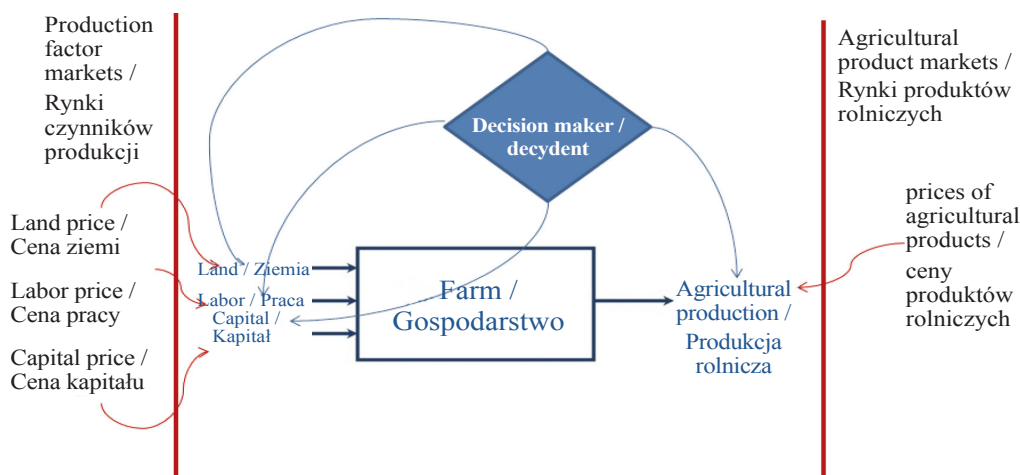 Production
factor
markets /
Rynki
czynników
produkcji
Land price /
Cena ziemi
Labor price /
Cena pracy
Capital price /
Cena kapitału
Land / Ziemia
Labor / Praca
Capital /
Kapitał
Decision maker /
decydent
Farm /
Gospodarstwo
Agricultural
production /
Produkcja
rolnicza
Agricultural
product markets /
Rynki produktów
rolniczych
prices of
agricultural
products /
ceny
produktów
rolniczych